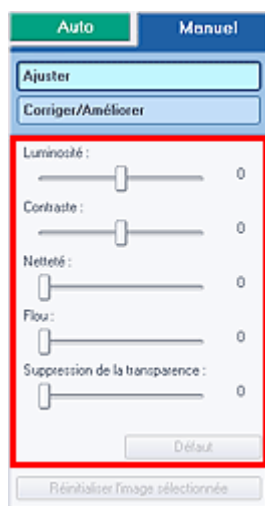 Auto Manuel
Ajuster
Corriger/Améliorer
Luminosité :
0
Contraste :
0
Netteté :
0
Flou :
0
Suppression de la transparence :
0
Défaut
Réinitialiser l'image sélectionnée